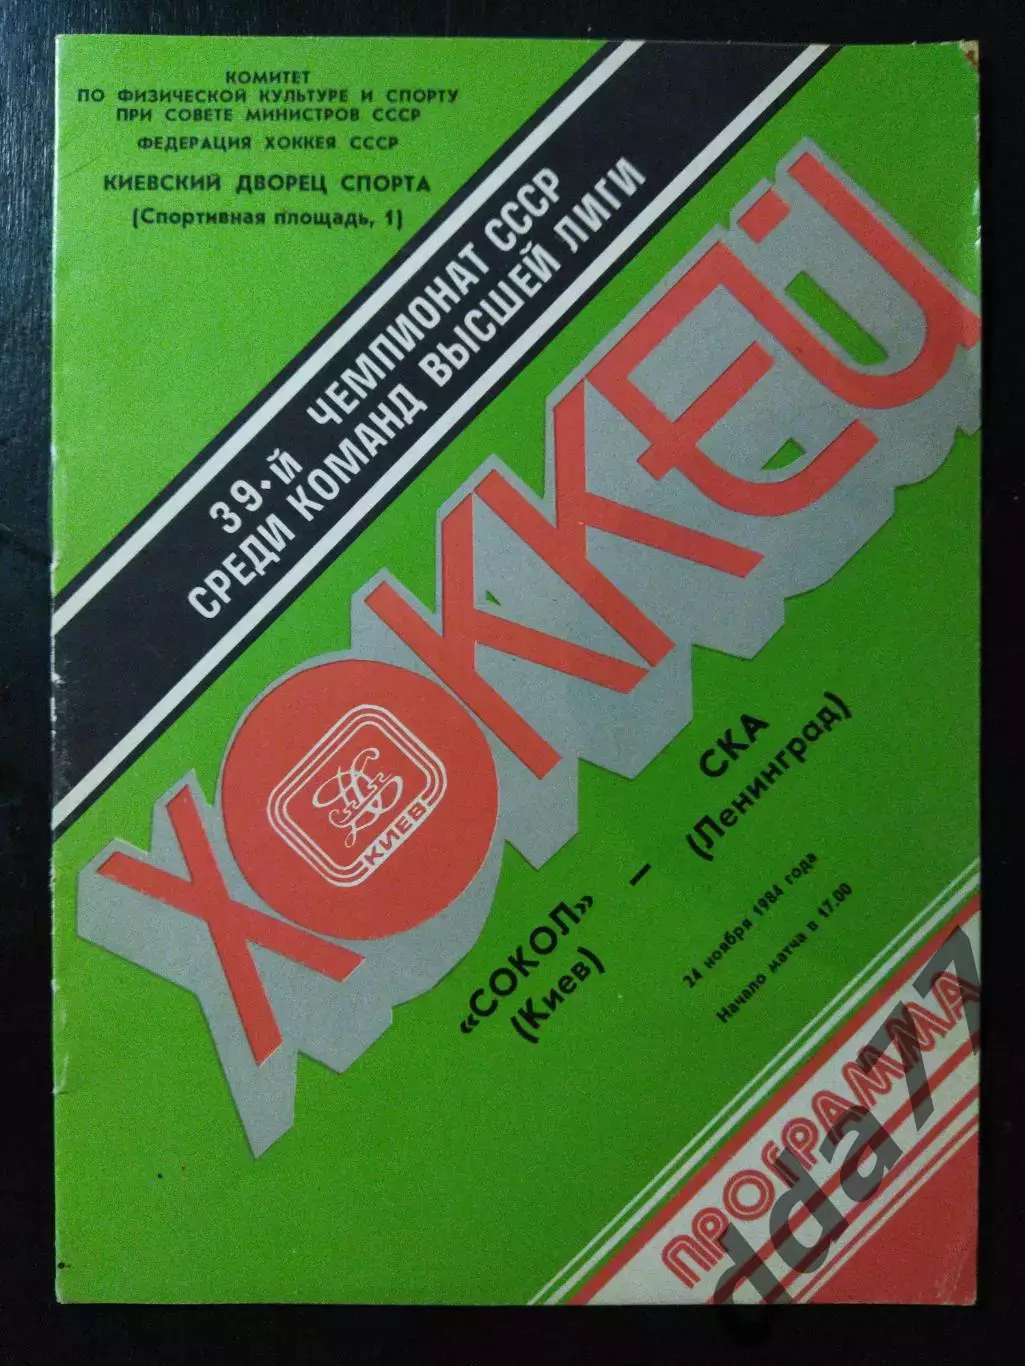 КОМИТЕТ
ПО ФИЗИЧЕСКОЙ КУЛЬТУРЕ И СПОРТУ
ПРИ СОВЕТЕ МИНИСТРОВ СССР
ФЕДЕРАЦИЯ ХОККЕЯ СССР
КИЕВСКИЙ ДВОРЕЦ СПОРТА
(Спортивная площадь, 1)
39-й ЧЕМПИОНАТ СССР
СРЕДИ КОМАНД ВЫСШЕЙ ЛИГИ
ХОККЕЙ
КИЕВ
«СОКОЛ» — СКА
(Киев) (Ленинград)
24 ноября 1984 года
Начало матча в 17.00
ПРОГРАММА
dda77